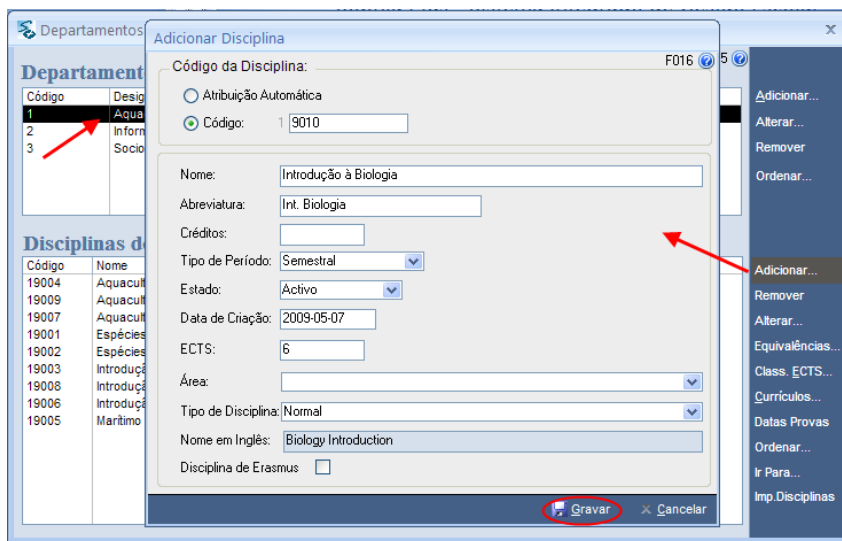 Departamentos
x
Adicionar Disciplina
F016
5
Código da Disciplina:
Atribuição Automática
Código: 1 9010
Departament
Código Desig
1 Aqua
2 Inform
3 Socio
Adicionar...
Alterar...
Remover
Ordenar...
Nome: Introdução à Biologia
Abreviatura: Int. Biologia
Créditos:
Tipo de Período: Semestral
Estado: Activo
Data de Criação: 2009-05-07
ECTS: 6
Área:
Tipo de Disciplina: Normal
Nome em Inglês: Biology Introduction
Disciplina de Erasmus
Gravar
Cancelar
Disciplinas d
Código Nome
19004 Aquacult
19009 Aquacult
19007 Aquacult
19001 Espécies
19002 Espécies
19003 Introduçã
19008 Introduçã
19006 Introduçã
19005 Marítimo
Adicionar...
Remover
Alterar...
Equivalências...
Class. ECTS...
Currículos...
Datas Provas
Ordenar...
Ir Para...
Imp.Disciplinas